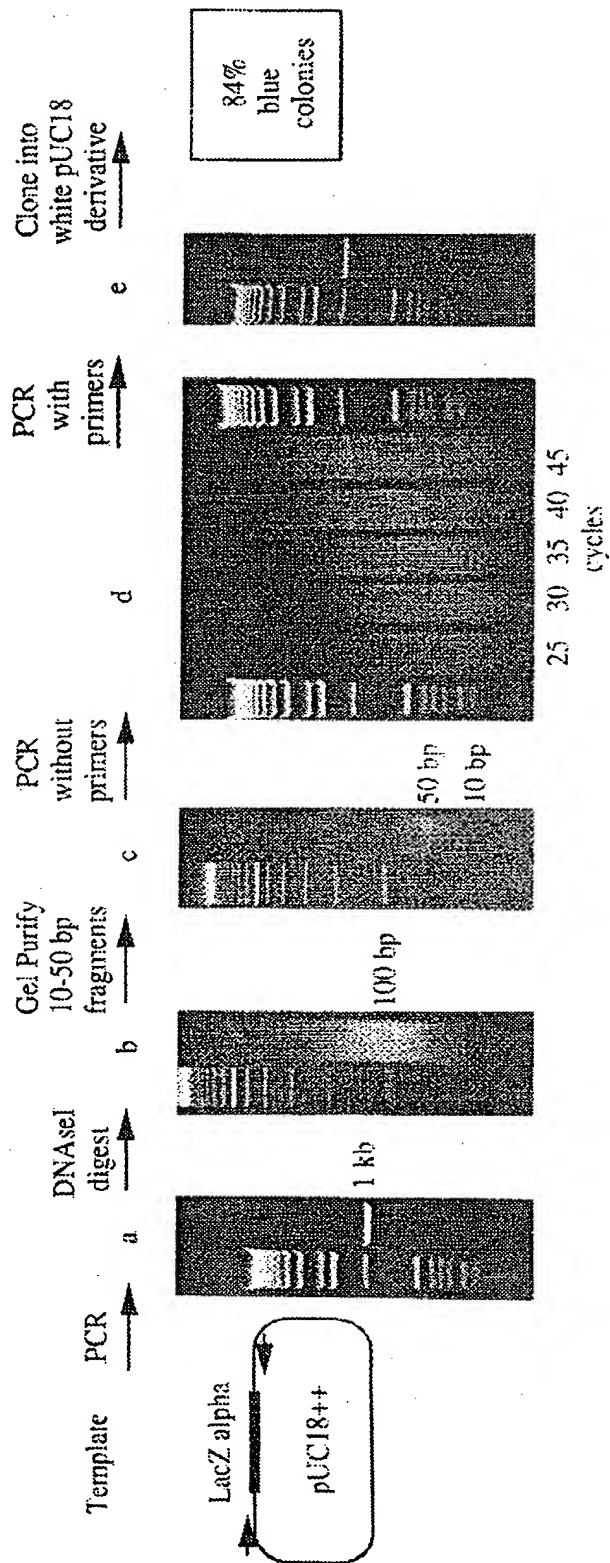 Template
PCR
a
DNAseI
digest
b
Gel Purify
10-50 bp
fragments
c
PCR
without
primers
d
PCR
with
primers
e
Clone into
white pUC18
derivative
LacZ alpha
pUC18++
1 kb
100 bp
50 bp
10 bp
25 30 35 40 45
cycles
84%
blue
colonies